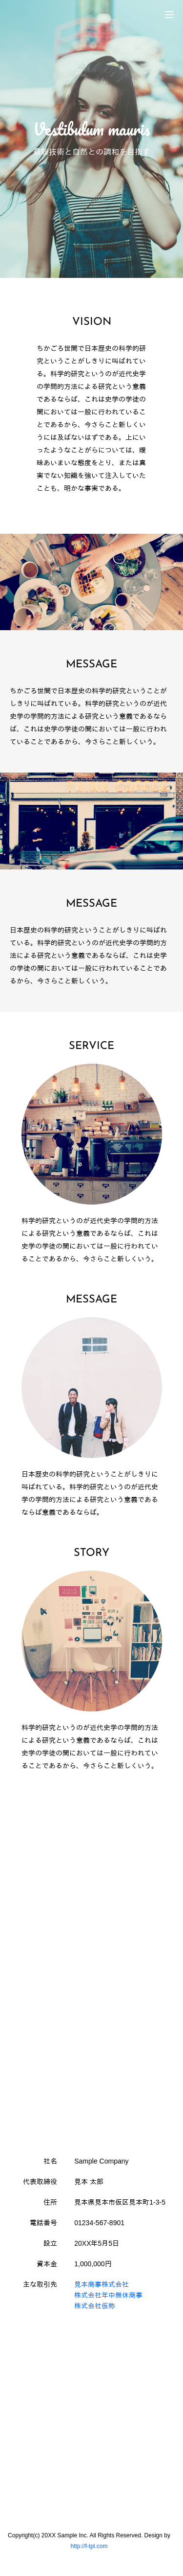 Vestibulum mauris
最新技術と自然との調和を目指す
VISION
ちかごろ世間で日本歴史の科学的研
究ということがしきりに叫ばれてい
る。科学的研究というのが近代史学
の学問的方法による研究という意義
であるならば、これは史学の学徒の
間においては一般に行われているこ
とであるから、今さらこと新しくい
うには及ばないはずである。上にい
ったようなことがらについては、曖
昧あいまいな態度をとり、または真
実でない知識を強いて注入していた
ことも、明かな事実である。
MESSAGE
ちかごろ世間で日本歴史の科学的研究ということが
しきりに叫ばれている。科学的研究というのが近代
史学の学問的方法による研究という意義であるなら
ば、これは史学の学徒の間においては一般に行われ
ていることであるから、今さらこと新しくいう。
MESSAGE
日本歴史の科学的研究ということがしきりに叫ばれ
ている。科学的研究というのが近代史学の学問的方
法による研究という意義であるならば、これは史学
の学徒の間においては一般に行われていることであ
るから、今さらこと新しくいう。
SERVICE
科学的研究というのが近代史学の学問的方法
による研究という意義であるならば、これは
史学の学徒の間においては一般に行われてい
ることであるから、今さらこと新しくいう。
MESSAGE
日本歴史の科学的研究ということがしきりに
叫ばれている。科学的研究というのが近代史
学の学問的方法による研究という意義である
ならば意義であるならば。
STORY
科学的研究というのが近代史学の学問的方法
による研究という意義であるならば、これは
史学の学徒の間においては一般に行われてい
ることであるから、今さらこと新しくいう。
社名 Sample Company
代表取締役 見本 太郎
住所 見本県見本市仮区見本町1-3-5
電話番号 01234-567-8901
設立 20XX年5月5日
資本金 1,000,000円
主な取引先 見本商事株式会社
株式会社年中無休商事
株式会社仮称
Copyright(c) 20XX Sample Inc. All Rights Reserved. Design by
http://f-tpl.com